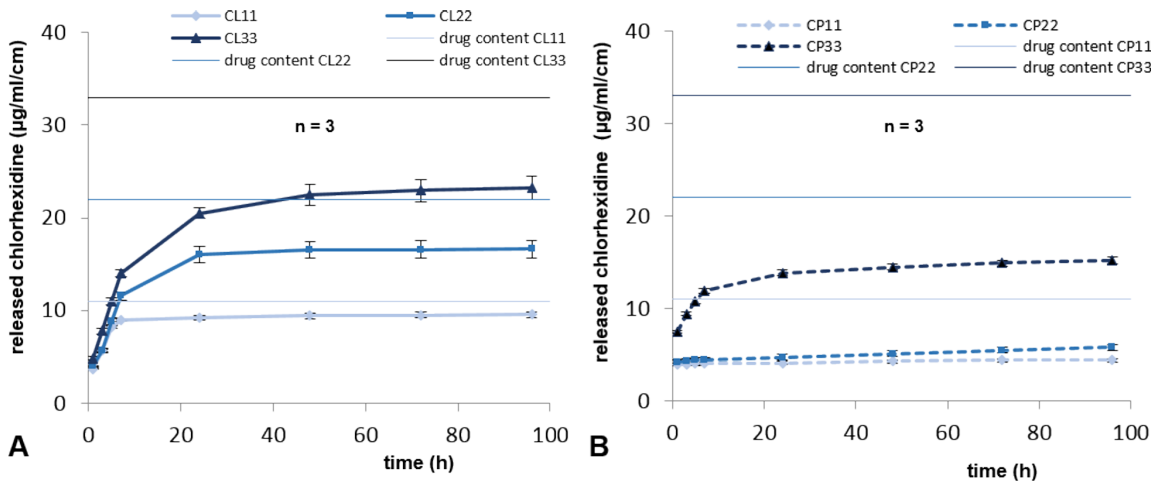 CL11 CL22
CL33 drug content CL11
drug content CL22 drug content CL33
released chlorhexidine (µg/ml/cm)
40
30
20
10
0
n = 3
0 20 40 60 80 100
time (h)
A
CP11 CP22
CP33 drug content CP11
drug content CP22 drug content CP33
released chlorhexidine (µg/ml/cm)
40
30
20
10
0
n = 3
0 20 40 60 80 100
time (h)
B